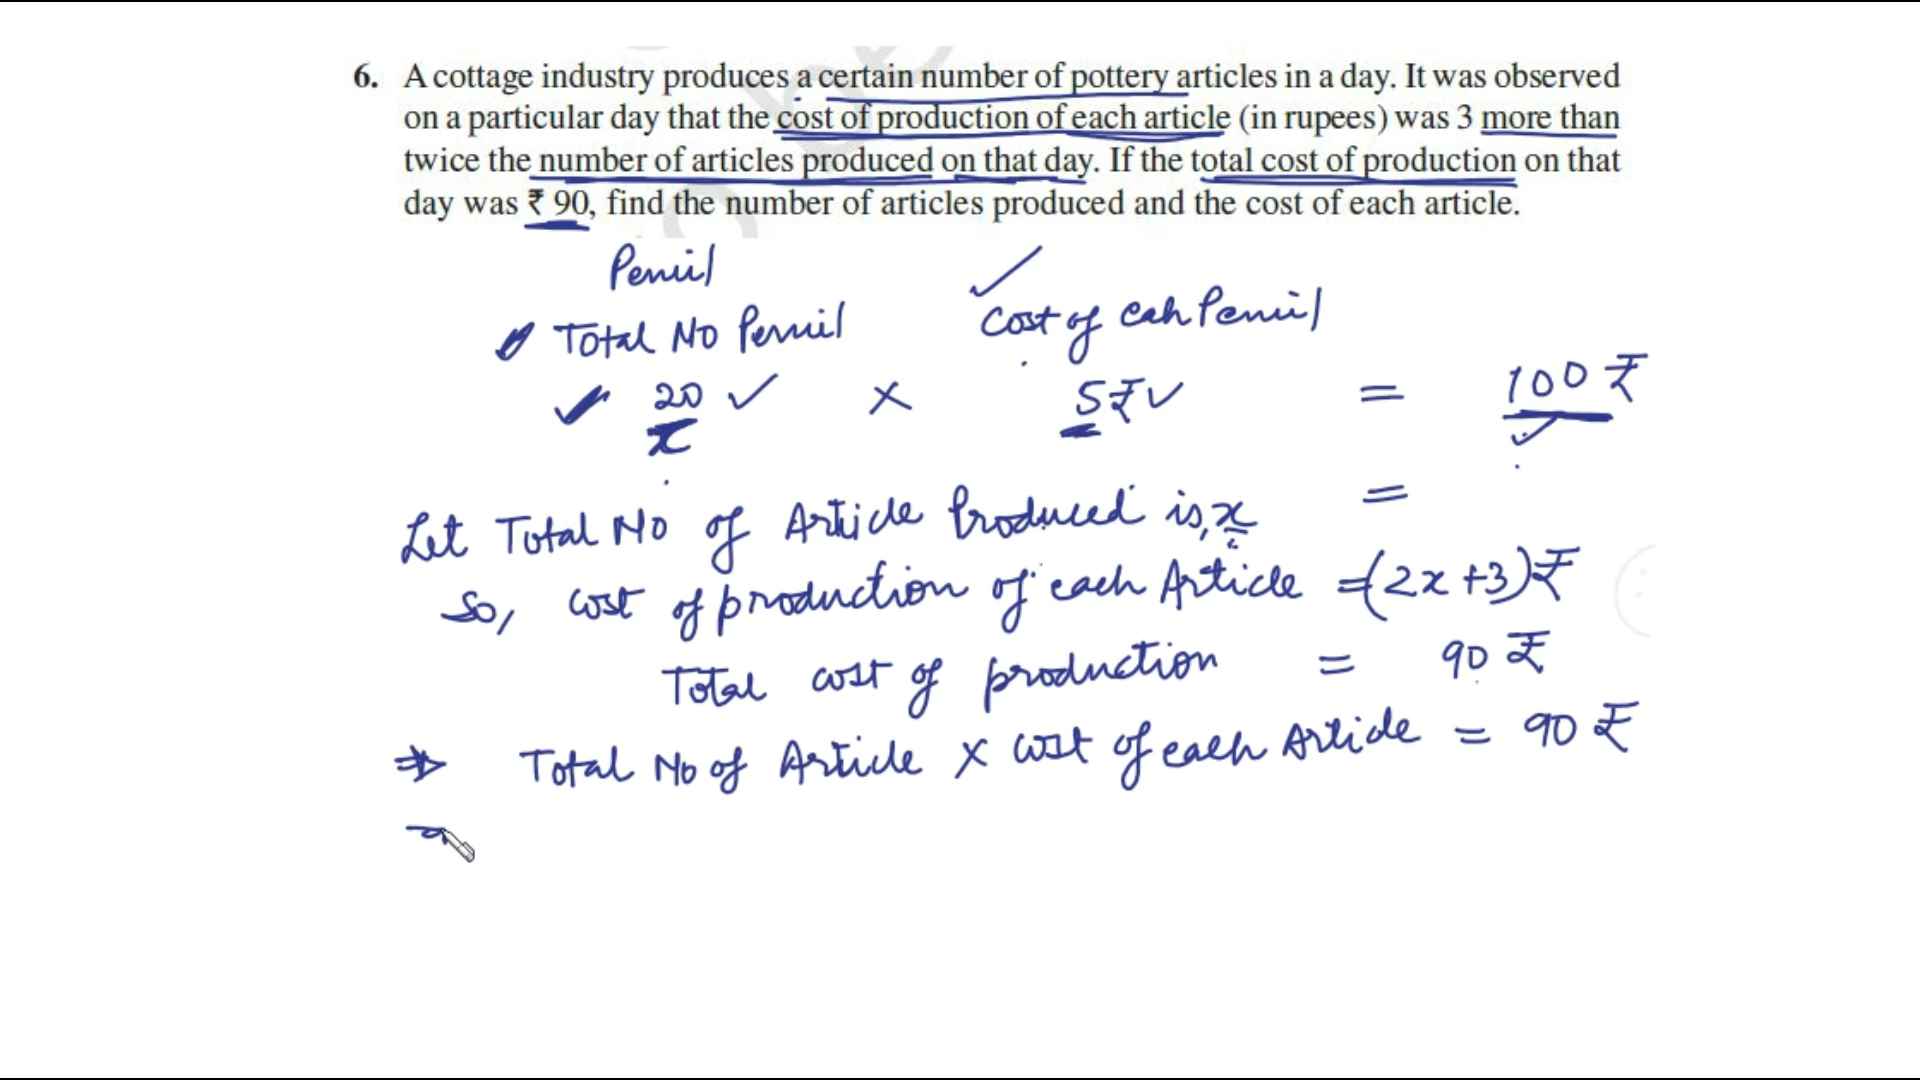 6. A cottage industry produces a certain number of pottery articles in a day. It was observed
on a particular day that the cost of production of each article (in rupees) was 3 more than
twice the number of articles produced on that day. If the total cost of production on that
day was ₹ 90, find the number of articles produced and the cost of each article.
Pencil
Total No Pencil Cost of each Pencil
20 × 5₹ = 100 ₹
x
=
Let Total No of Article Produced is, x
So, cost of production of each Article = (2x+3)₹
Total cost of production = 90 ₹
⇒ Total No of Article × cost of each Article = 90 ₹